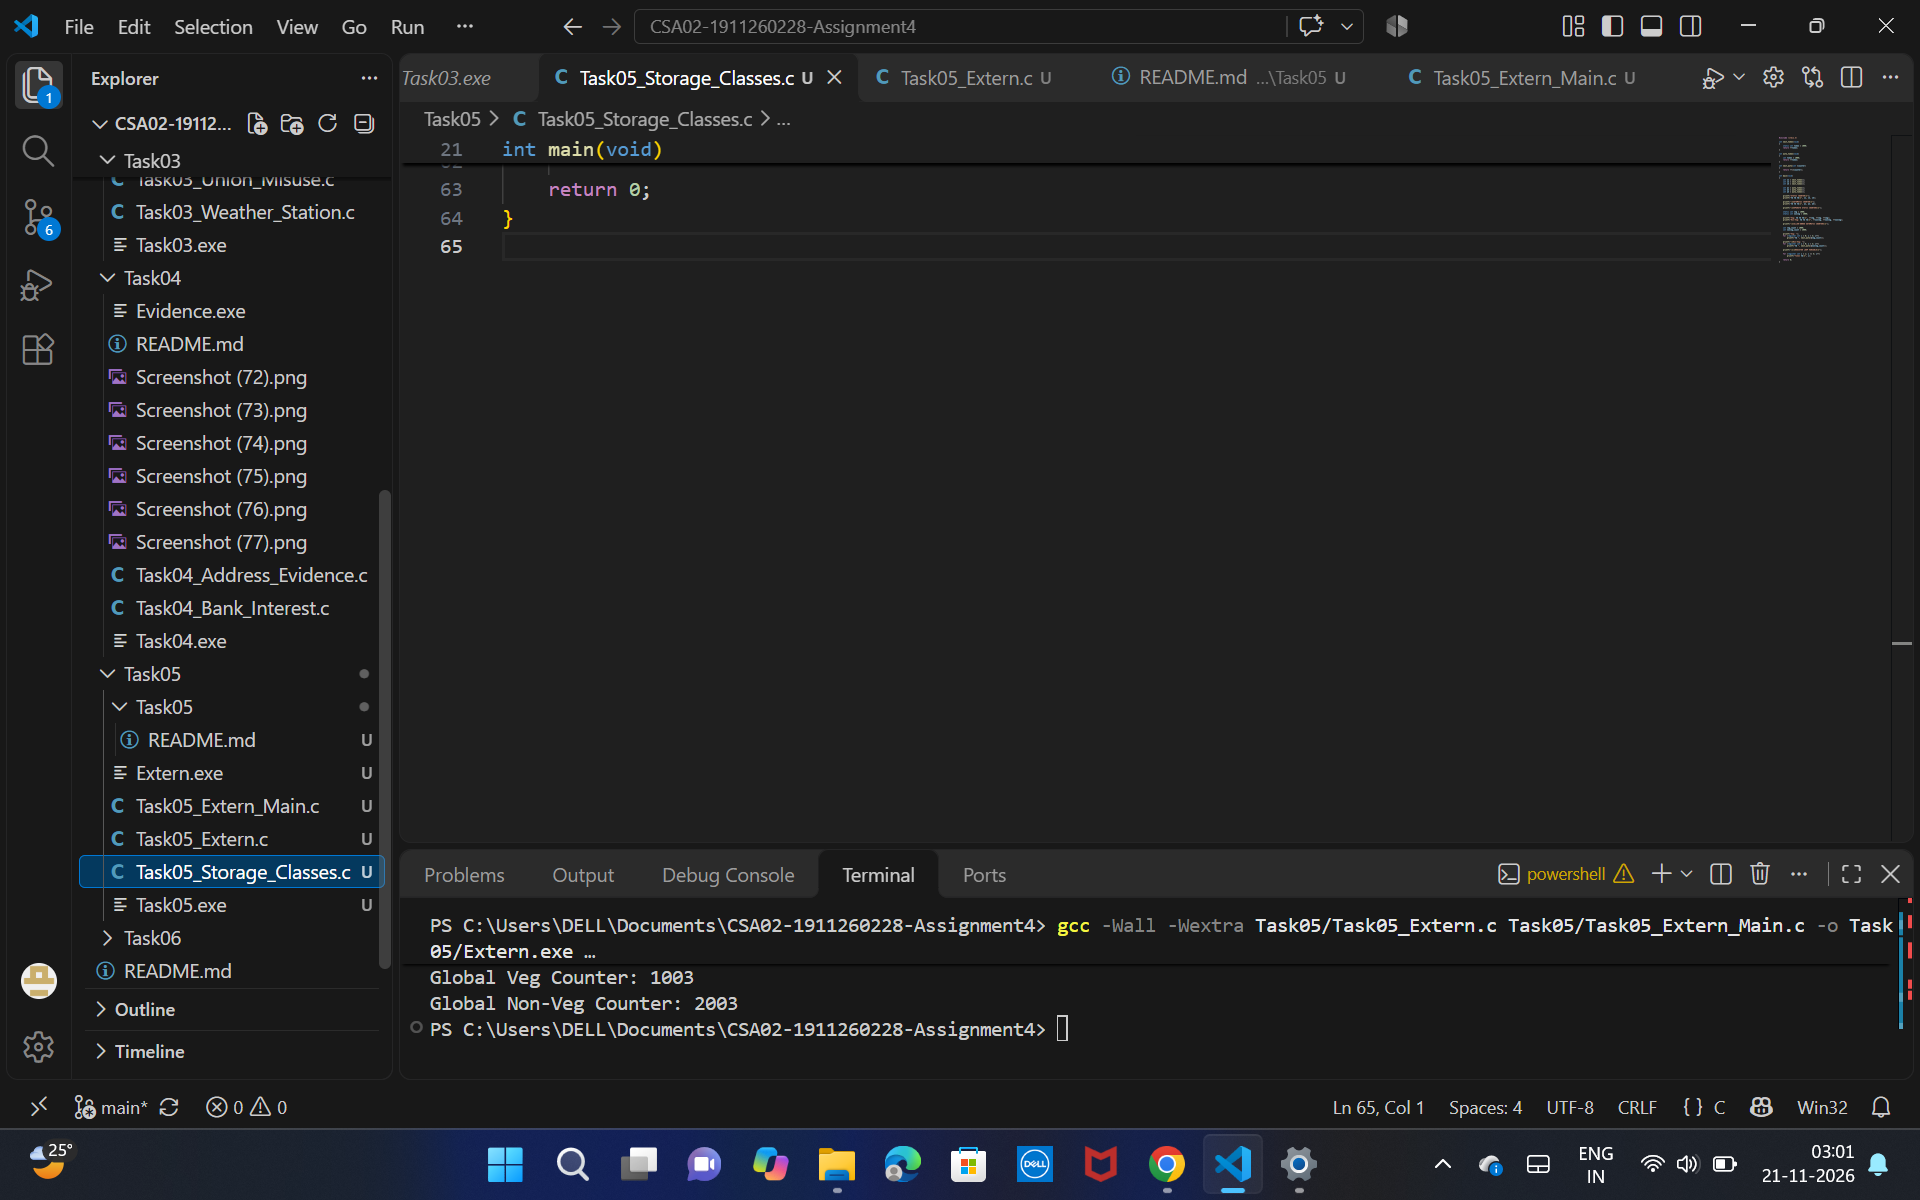 File Edit Selection View Go Run ...
CSA02-1911260228-Assignment4
Explorer
CSA02-19112...
Task03
Task03_Union_Misuse.c
Task03_Weather_Station.c
Task03.exe
Task04
Evidence.exe
README.md
Screenshot (72).png
Screenshot (73).png
Screenshot (74).png
Screenshot (75).png
Screenshot (76).png
Screenshot (77).png
Task04_Address_Evidence.c
Task04_Bank_Interest.c
Task04.exe
Task05
Task05
README.md U
Extern.exe U
Task05_Extern_Main.c U
Task05_Extern.c U
Task05_Storage_Classes.c U
Task05.exe U
Task06
README.md
Outline
Timeline
1
6
Task03.exe C Task05_Storage_Classes.c U C Task05_Extern.c U README.md ...\Task05 U C Task05_Extern_Main.c U
Task05 > C Task05_Storage_Classes.c > ...
21 int main(void)
62
63 return 0;
64 }
65
Problems Output Debug Console Terminal Ports
powershell
PS C:\Users\DELL\Documents\CSA02-1911260228-Assignment4> gcc -Wall -Wextra Task05/Task05_Extern.c Task05/Task05_Extern_Main.c -o Task
05/Extern.exe …
Global Veg Counter: 1003
Global Non-Veg Counter: 2003
PS C:\Users\DELL\Documents\CSA02-1911260228-Assignment4>
main* 0 0
Ln 65, Col 1 Spaces: 4 UTF-8 CRLF {} C Win32
25°
DELL
ENG
IN
03:01
21-11-2026